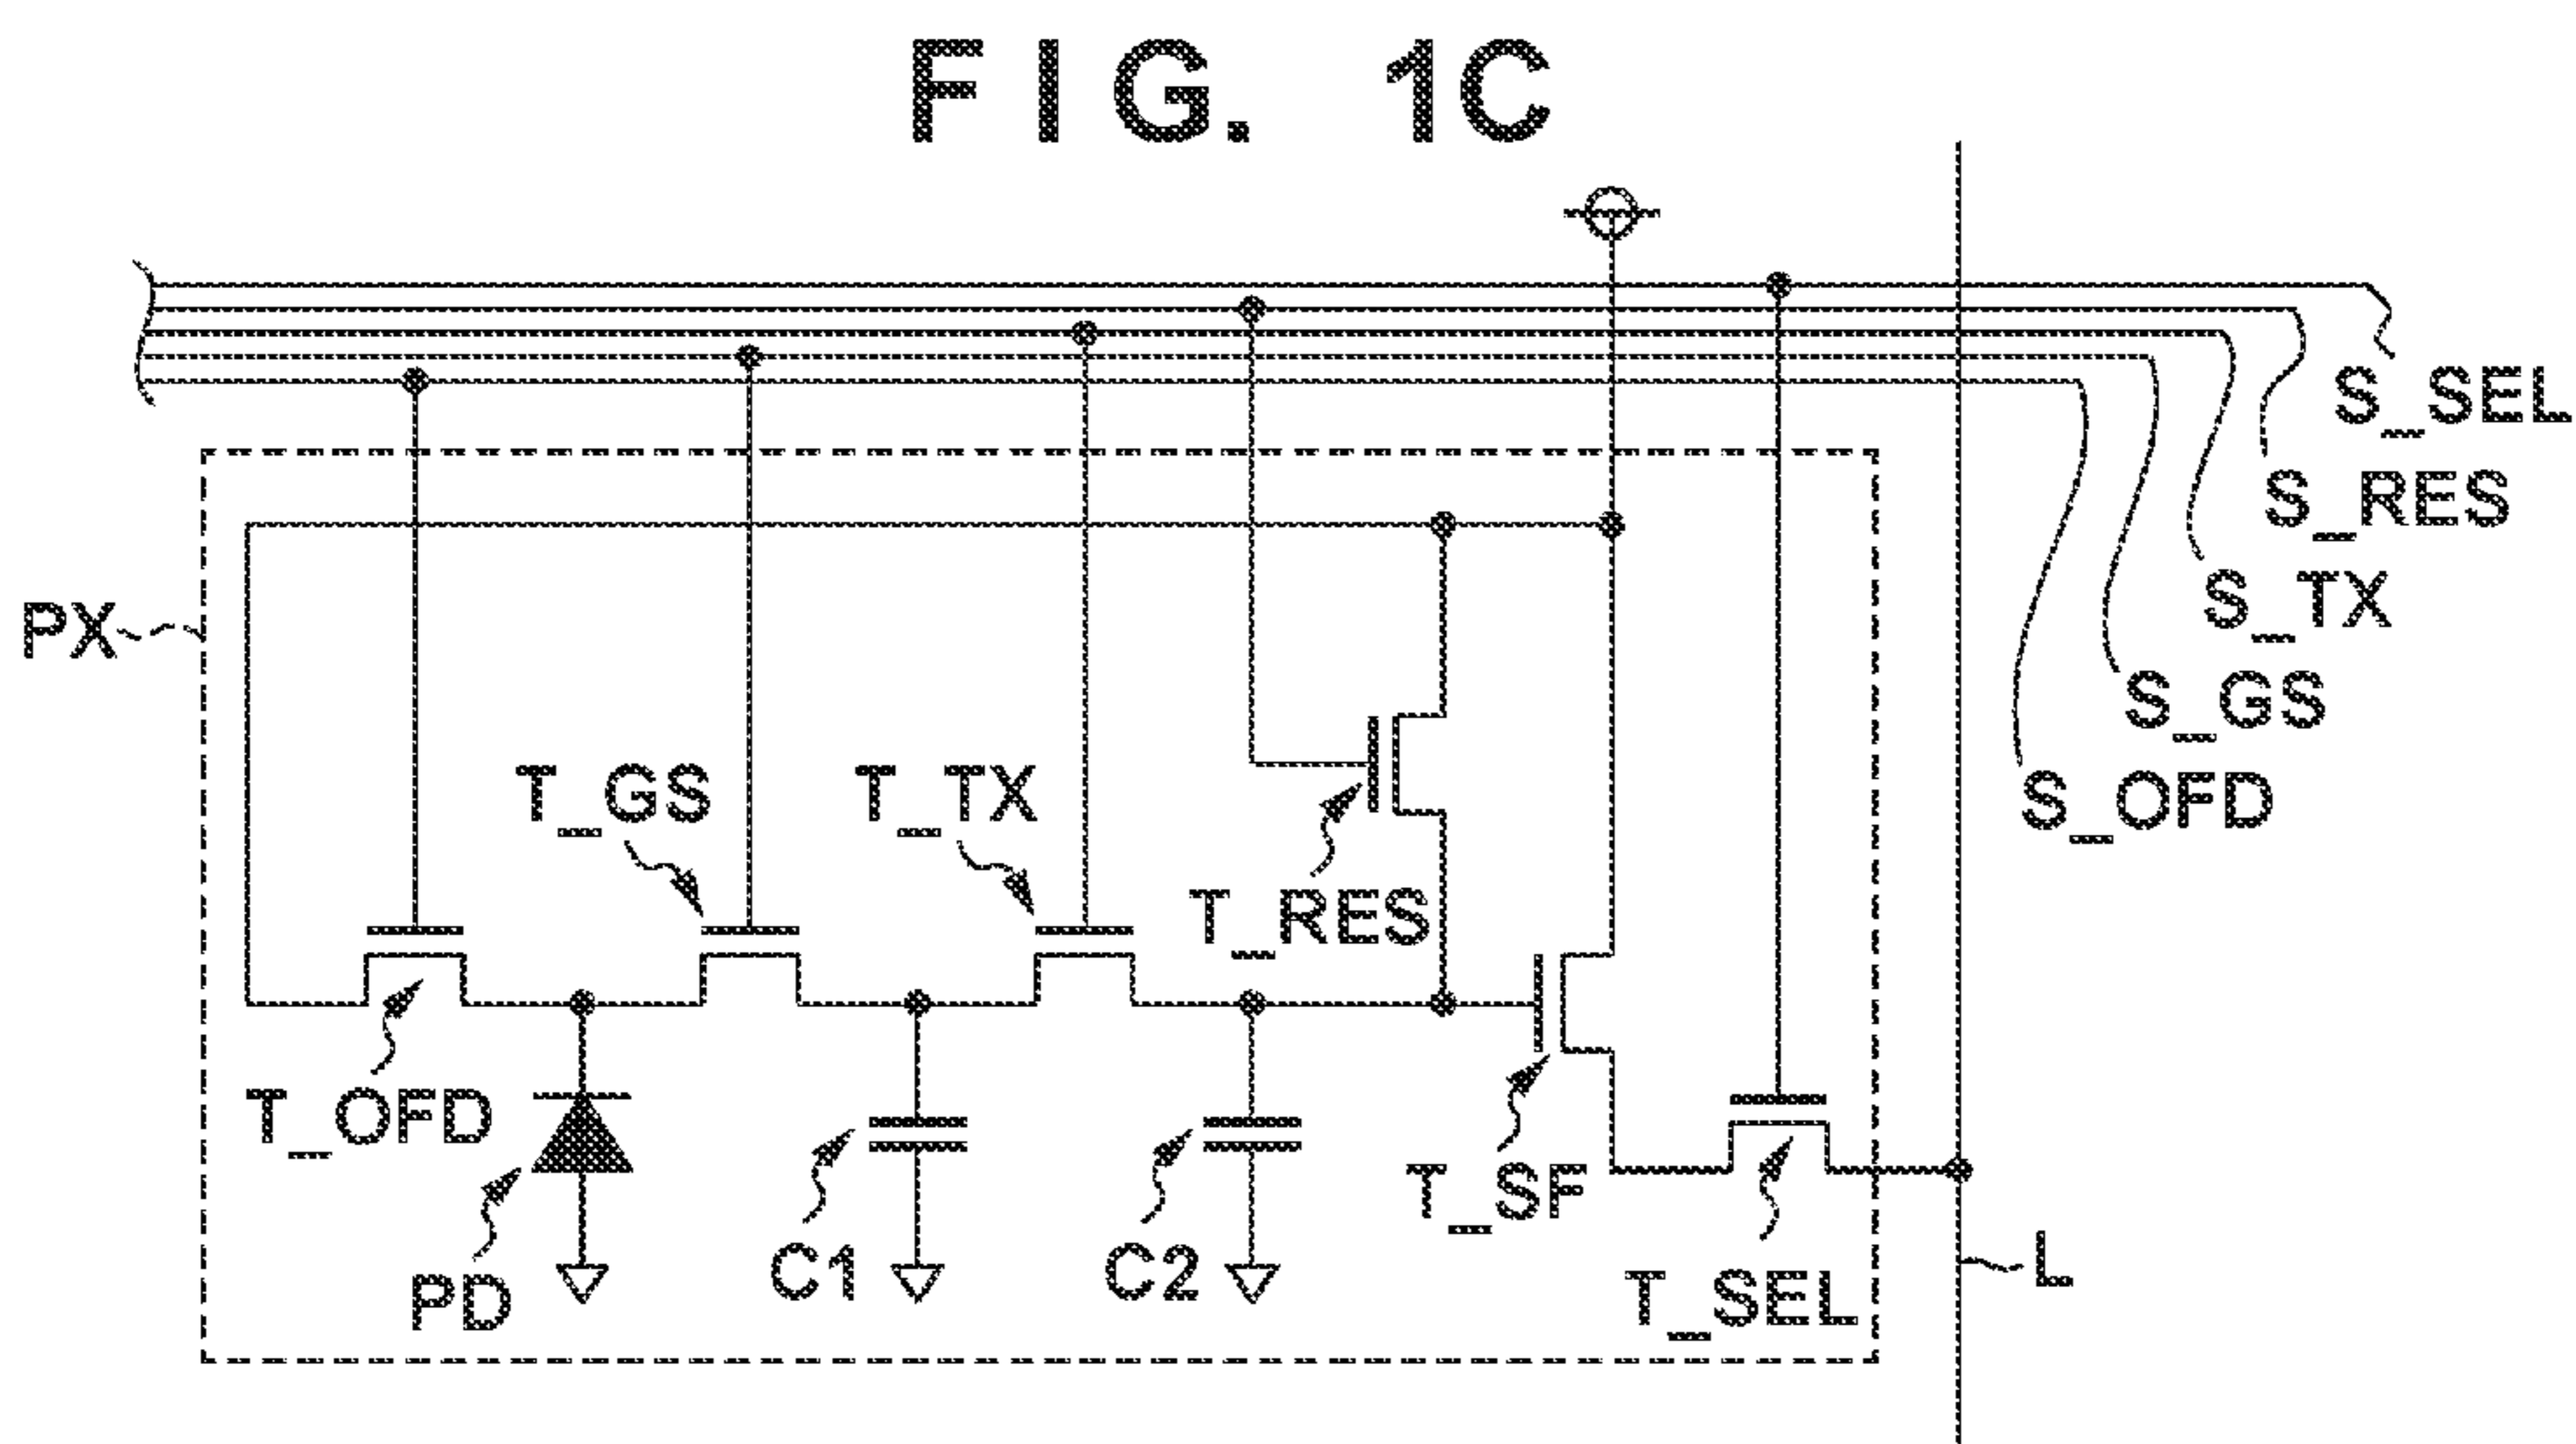 FIG. 1C
S_SEL
S_RES
S_TX
S_GS
S_OFD
PX
T_GS
T_TX
T_RES
T_OFD
PD
C1
C2
T_SF
T_SEL
L